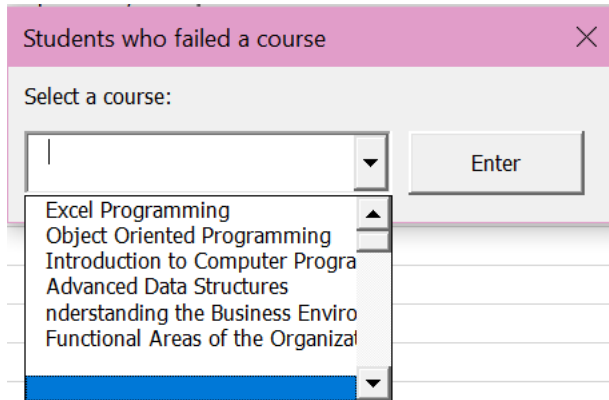 Students who failed a course
Select a course:
Enter
Excel Programming
Object Oriented Programming
Introduction to Computer Progra
Advanced Data Structures
nderstanding the Business Enviro
Functional Areas of the Organizat